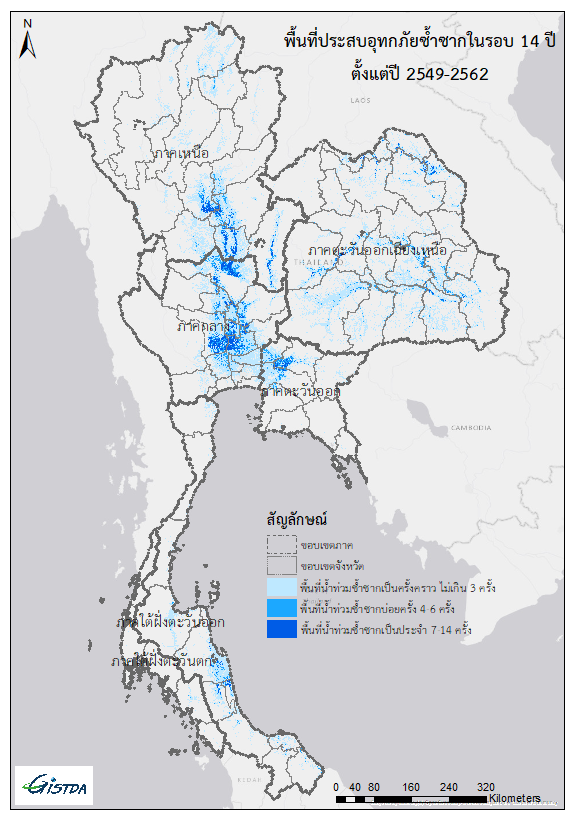 N
พื้นที่ประสบอุทกภัยซ้ำซากในรอบ 14 ปี
ตั้งแต่ปี 2549-2562
LAOS
ภาคเหนือ
ภาคตะวันออกเฉียงเหนือ
THAILAND
ภาคกลาง
ภาคตะวันออก
CAMBODIA
สัญลักษณ์
ขอบเขตภาค
ขอบเขตจังหวัด
พื้นที่น้ำท่วมซ้ำซากเป็นครั้งคราว ไม่เกิน 3 ครั้ง
พื้นที่น้ำท่วมซ้ำซากบ่อยครั้ง 4-6 ครั้ง
พื้นที่น้ำท่วมซ้ำซากเป็นประจำ 7-14 ครั้ง
ภาคใต้ฝั่งตะวันออก
ภาคใต้ฝั่งตะวันตก
KEDAH
GISTDA
0 40 80 160 240 320
Kilometers